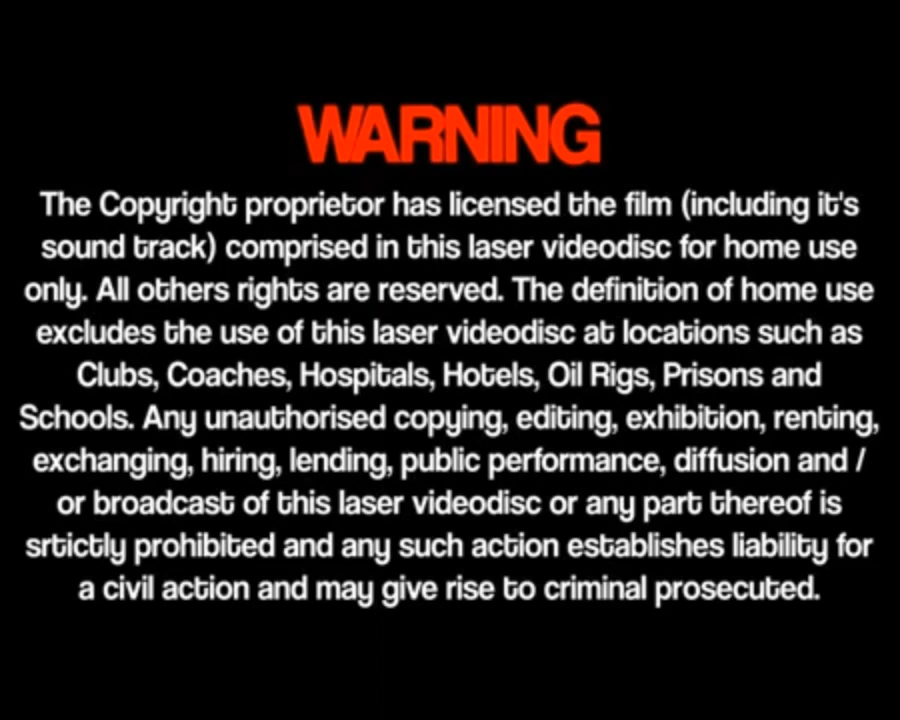 WARNING
The Copyright proprietor has licensed the film (including it's
sound track) comprised in this laser videodisc for home use
only. All others rights are reserved. The definition of home use
excludes the use of this laser videodisc at locations such as
Clubs, Coaches, Hospitals, Hotels, Oil Rigs, Prisons and
Schools. Any unauthorised copying, editing, exhibition, renting,
exchanging, hiring, lending, public performance, diffusion and /
or broadcast of this laser videodisc or any part thereof is
srtictly prohibited and any such action establishes liability for
a civil action and may give rise to criminal prosecuted.